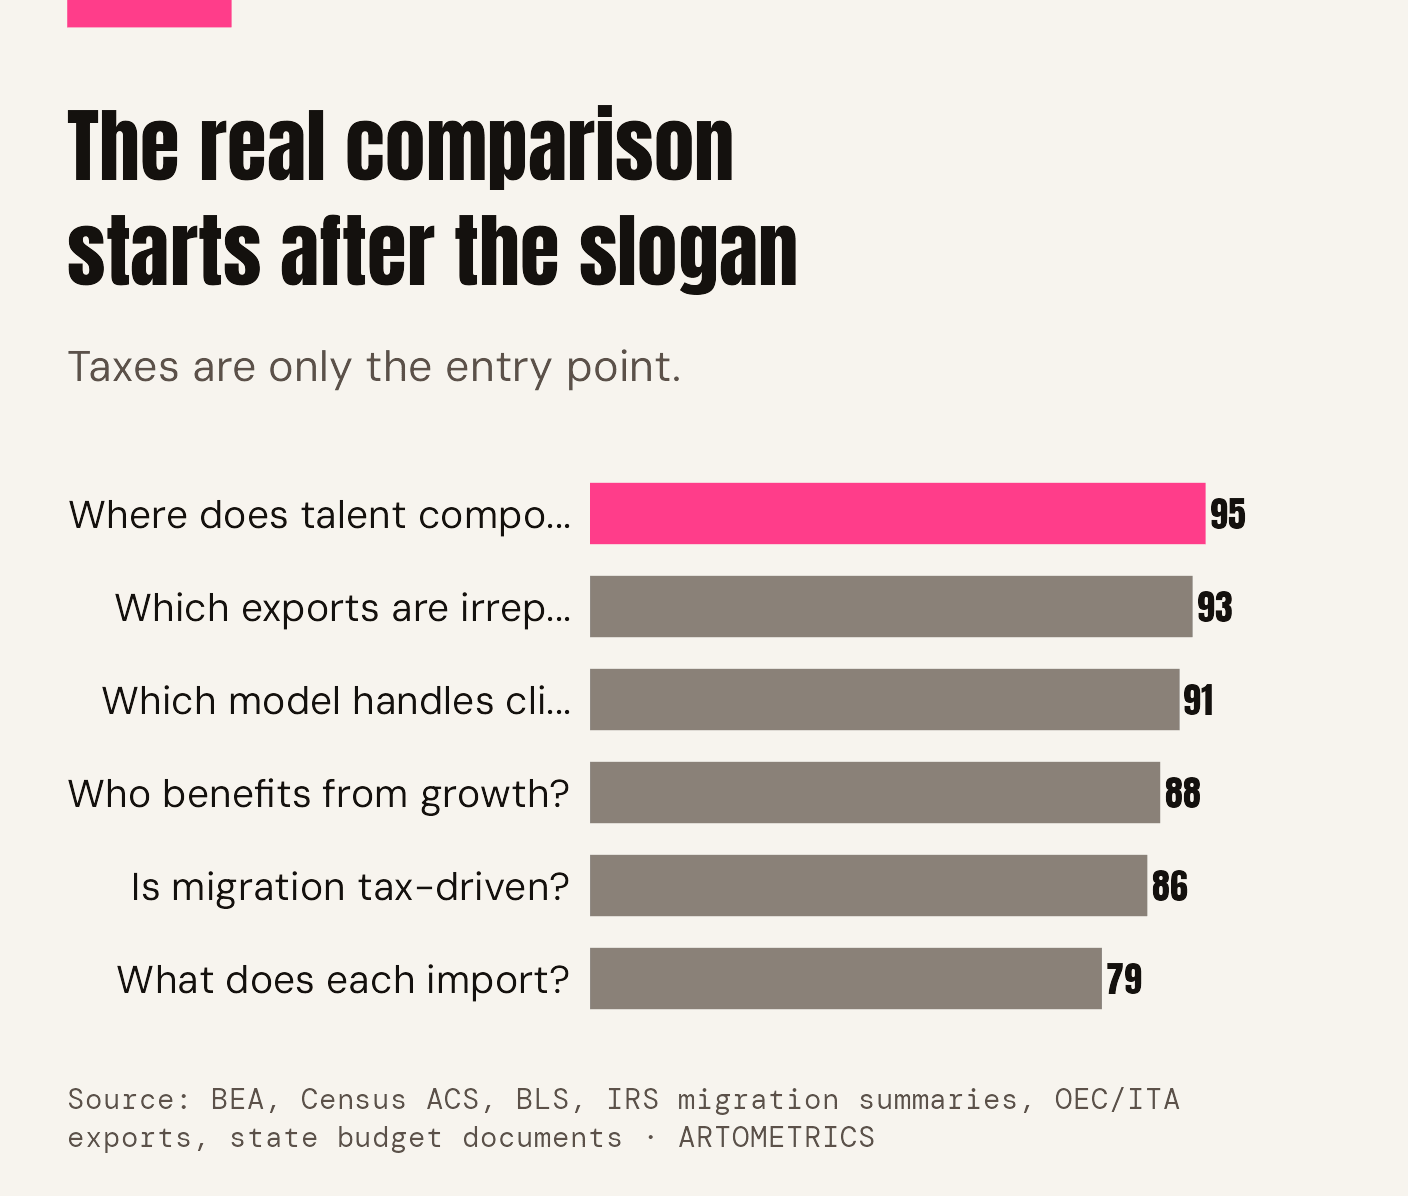 The real comparison
starts after the slogan
Taxes are only the entry point.
Where does talent compo... 95
Which exports are irrep... 93
Which model handles cli... 91
Who benefits from growth? 88
Is migration tax-driven? 86
What does each import? 79
Source: BEA, Census ACS, BLS, IRS migration summaries, OEC/ITA
exports, state budget documents · ARTOMETRICS